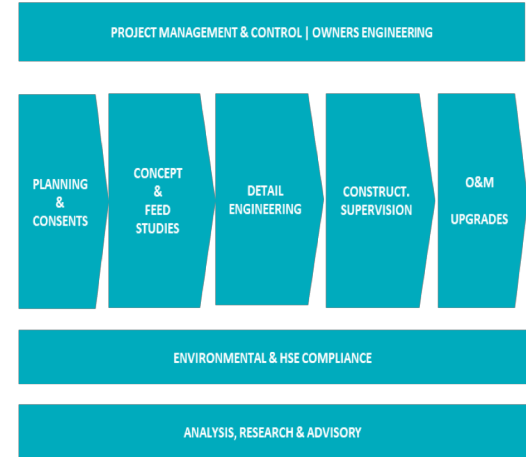 PROJECT MANAGEMENT & CONTROL | OWNERS ENGINEERING
PLANNING
&
CONSENTS
CONCEPT
&
FEED
STUDIES
DETAIL
ENGINEERING
CONSTRUCT.
SUPERVISION
O&M
UPGRADES
ENVIRONMENTAL & HSE COMPLIANCE
ANALYSIS, RESEARCH & ADVISORY